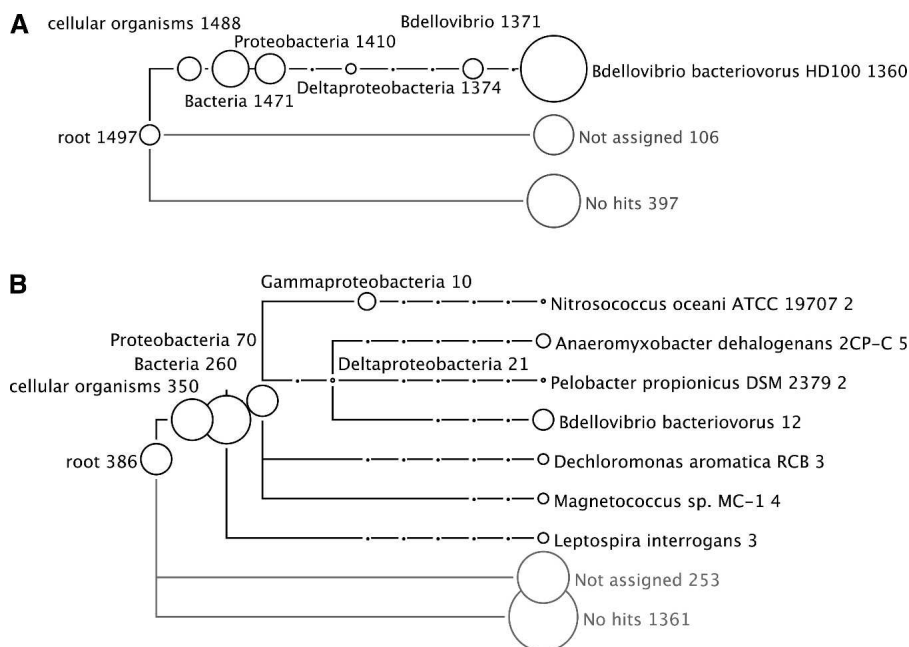 A
cellular organisms 1488
Bdellovibrio 1371
Proteobacteria 1410
Bdellovibrio bacteriovorus HD100 1360
Deltaproteobacteria 1374
Bacteria 1471
root 1497
Not assigned 106
No hits 397
B
Gammaproteobacteria 10
Nitrosococcus oceani ATCC 19707 2
Proteobacteria 70
Anaeromyxobacter dehalogenans 2CP-C 5
Bacteria 260
Deltaproteobacteria 21
cellular organisms 350
Pelobacter propionicus DSM 2379 2
Bdellovibrio bacteriovorus 12
root 386
Dechloromonas aromatica RCB 3
Magnetococcus sp. MC-1 4
Leptospira interrogans 3
Not assigned 253
No hits 1361